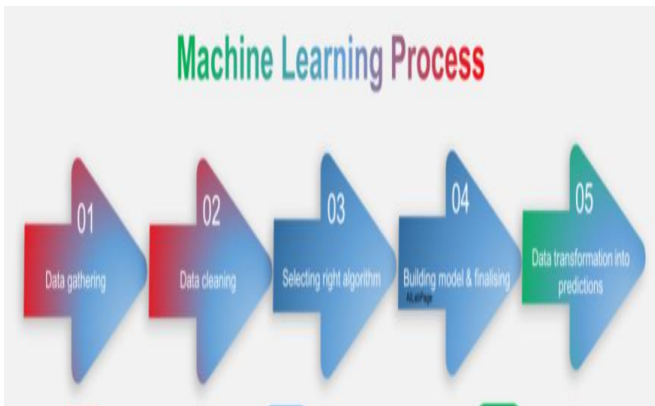 Machine Learning Process
01
Data gathering
02
Data cleaning
03
Selecting right algorithm
04
Building model & finalising
AILabPage
05
Data transformation into
predictions